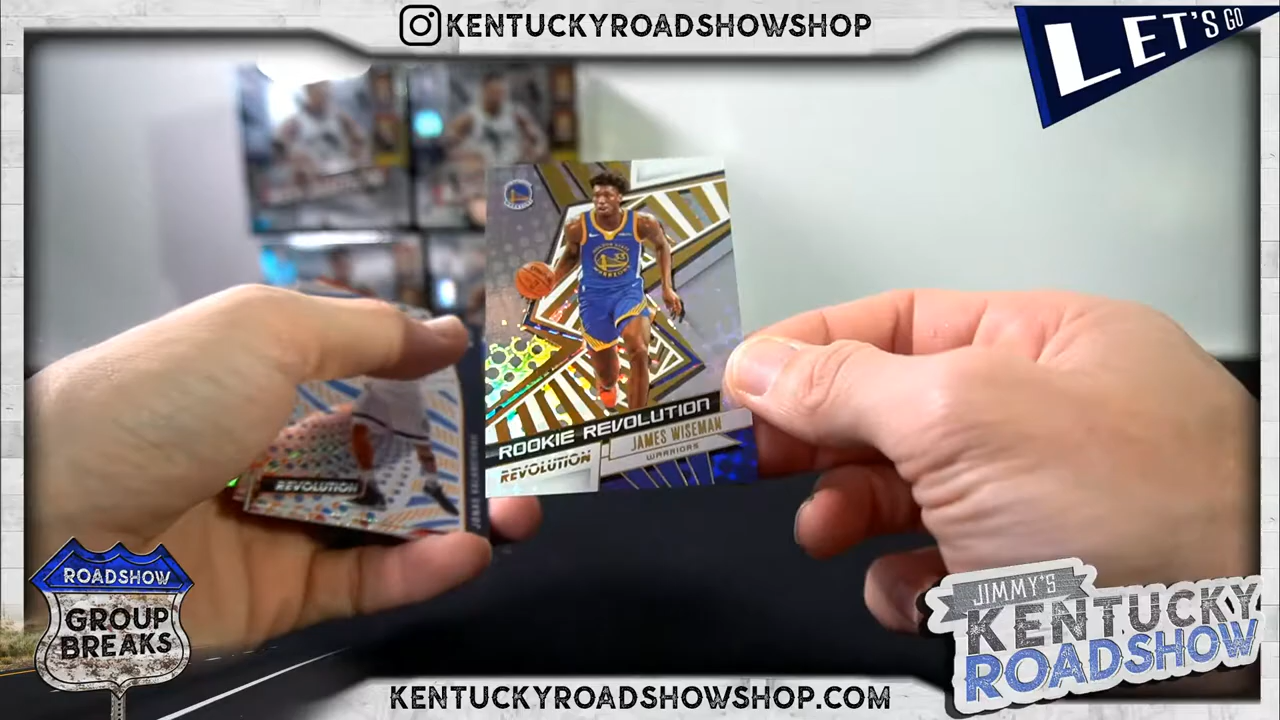 KENTUCKYROADSHOWSHOP
LET'S GO
ROOKIE REVOLUTION
JAMES WISEMAN
REVOLUTION
WARRIORS
REVOLUTION
ROADSHOW
GROUP
BREAKS
JIMMY'S
KENTUCKY
ROADSHOW
KENTUCKYROADSHOWSHOP.COM